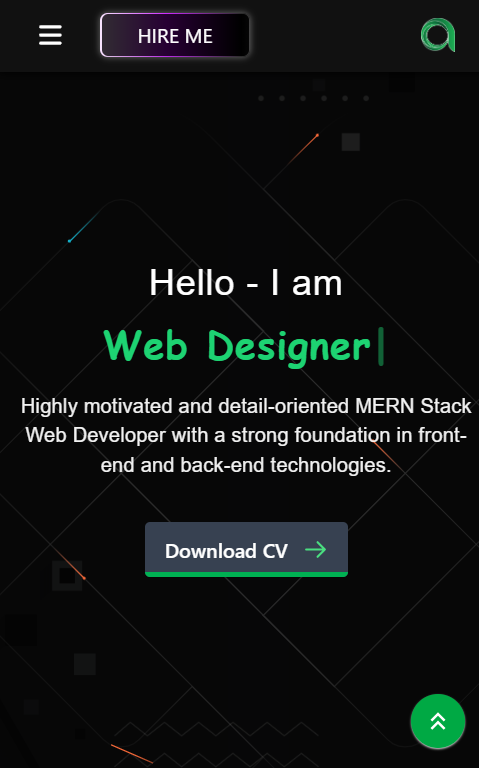 HIRE ME
Hello - I am
Web Designer
Highly motivated and detail-oriented MERN Stack
Web Developer with a strong foundation in front-
end and back-end technologies.
Download CV